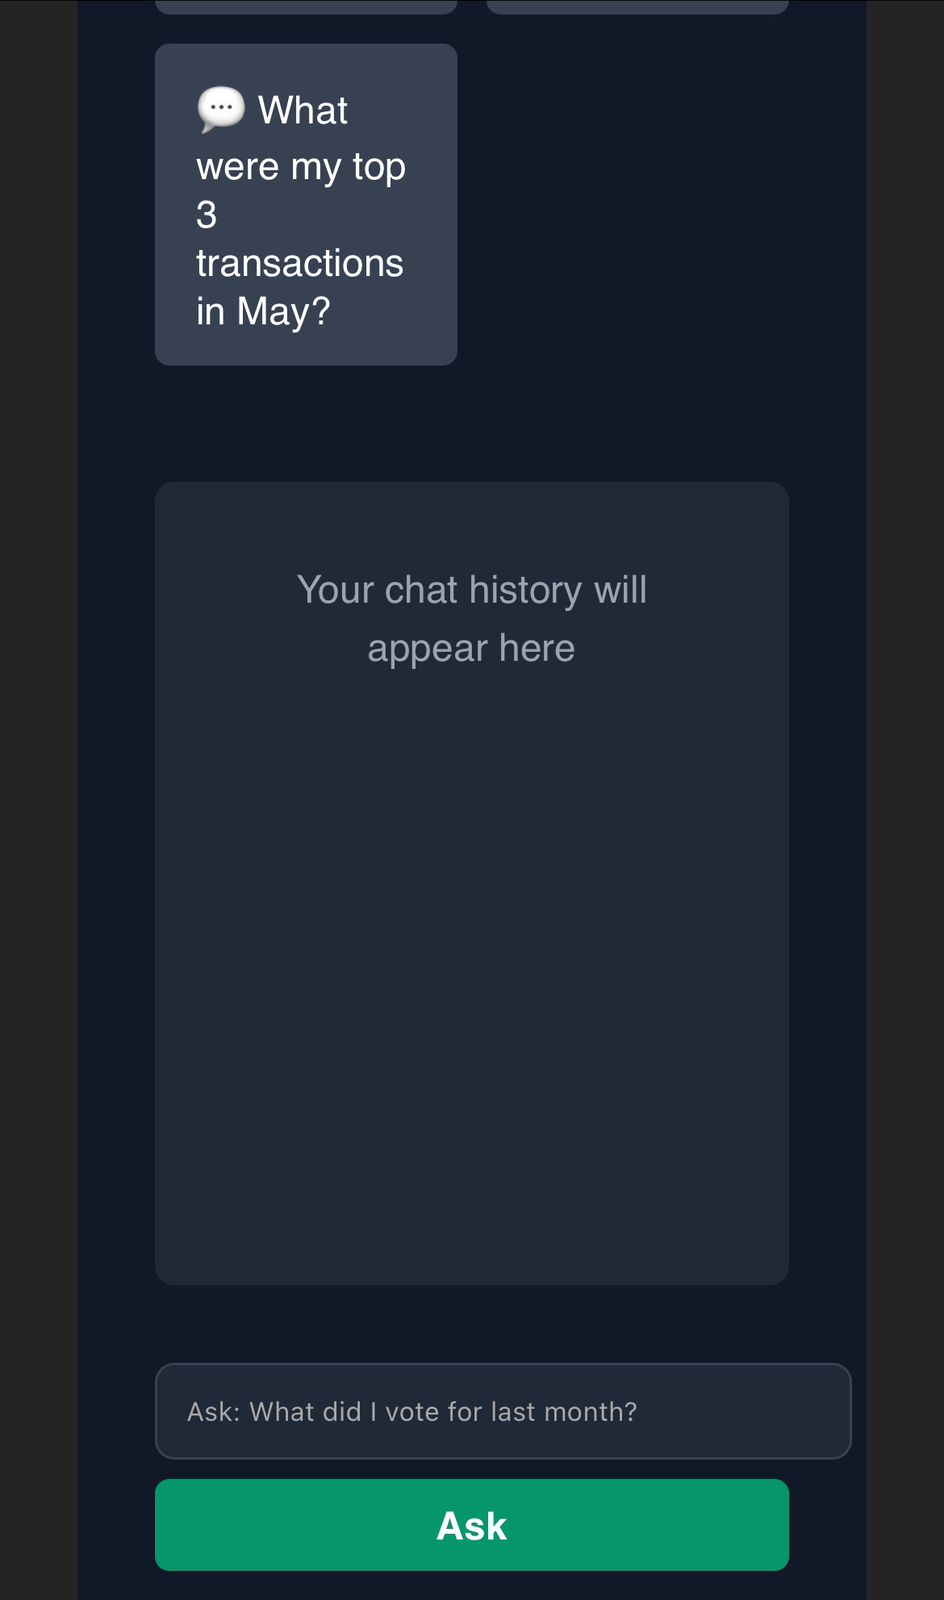 💬 What
were my top
3
transactions
in May?
Your chat history will
appear here
Ask: What did I vote for last month?
Ask